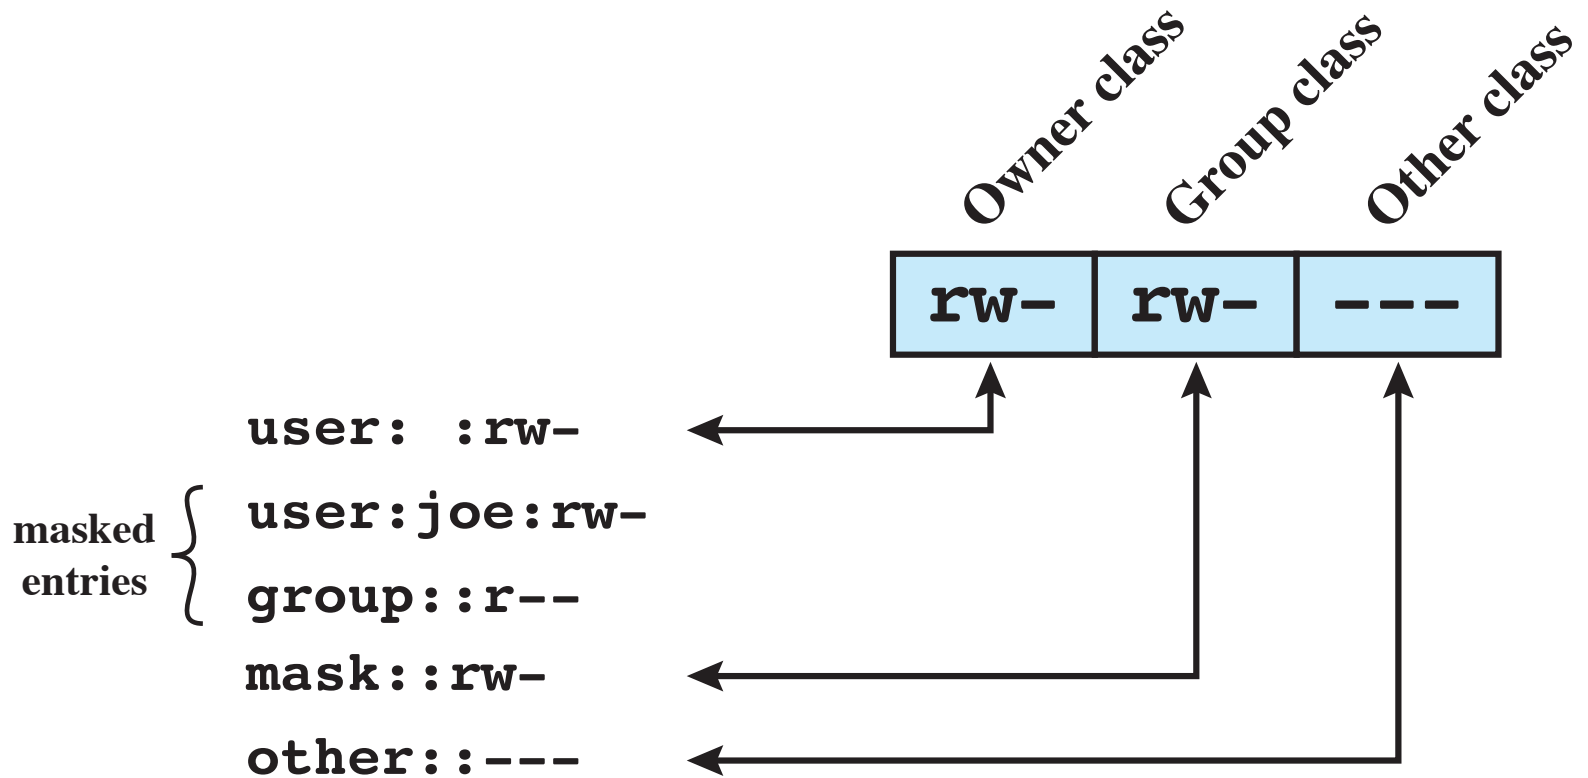 Owner class
Group class
Other class
rw- rw- ---
user: :rw-
user:joe:rw-
masked
entries
group::r--
mask::rw-
other::---